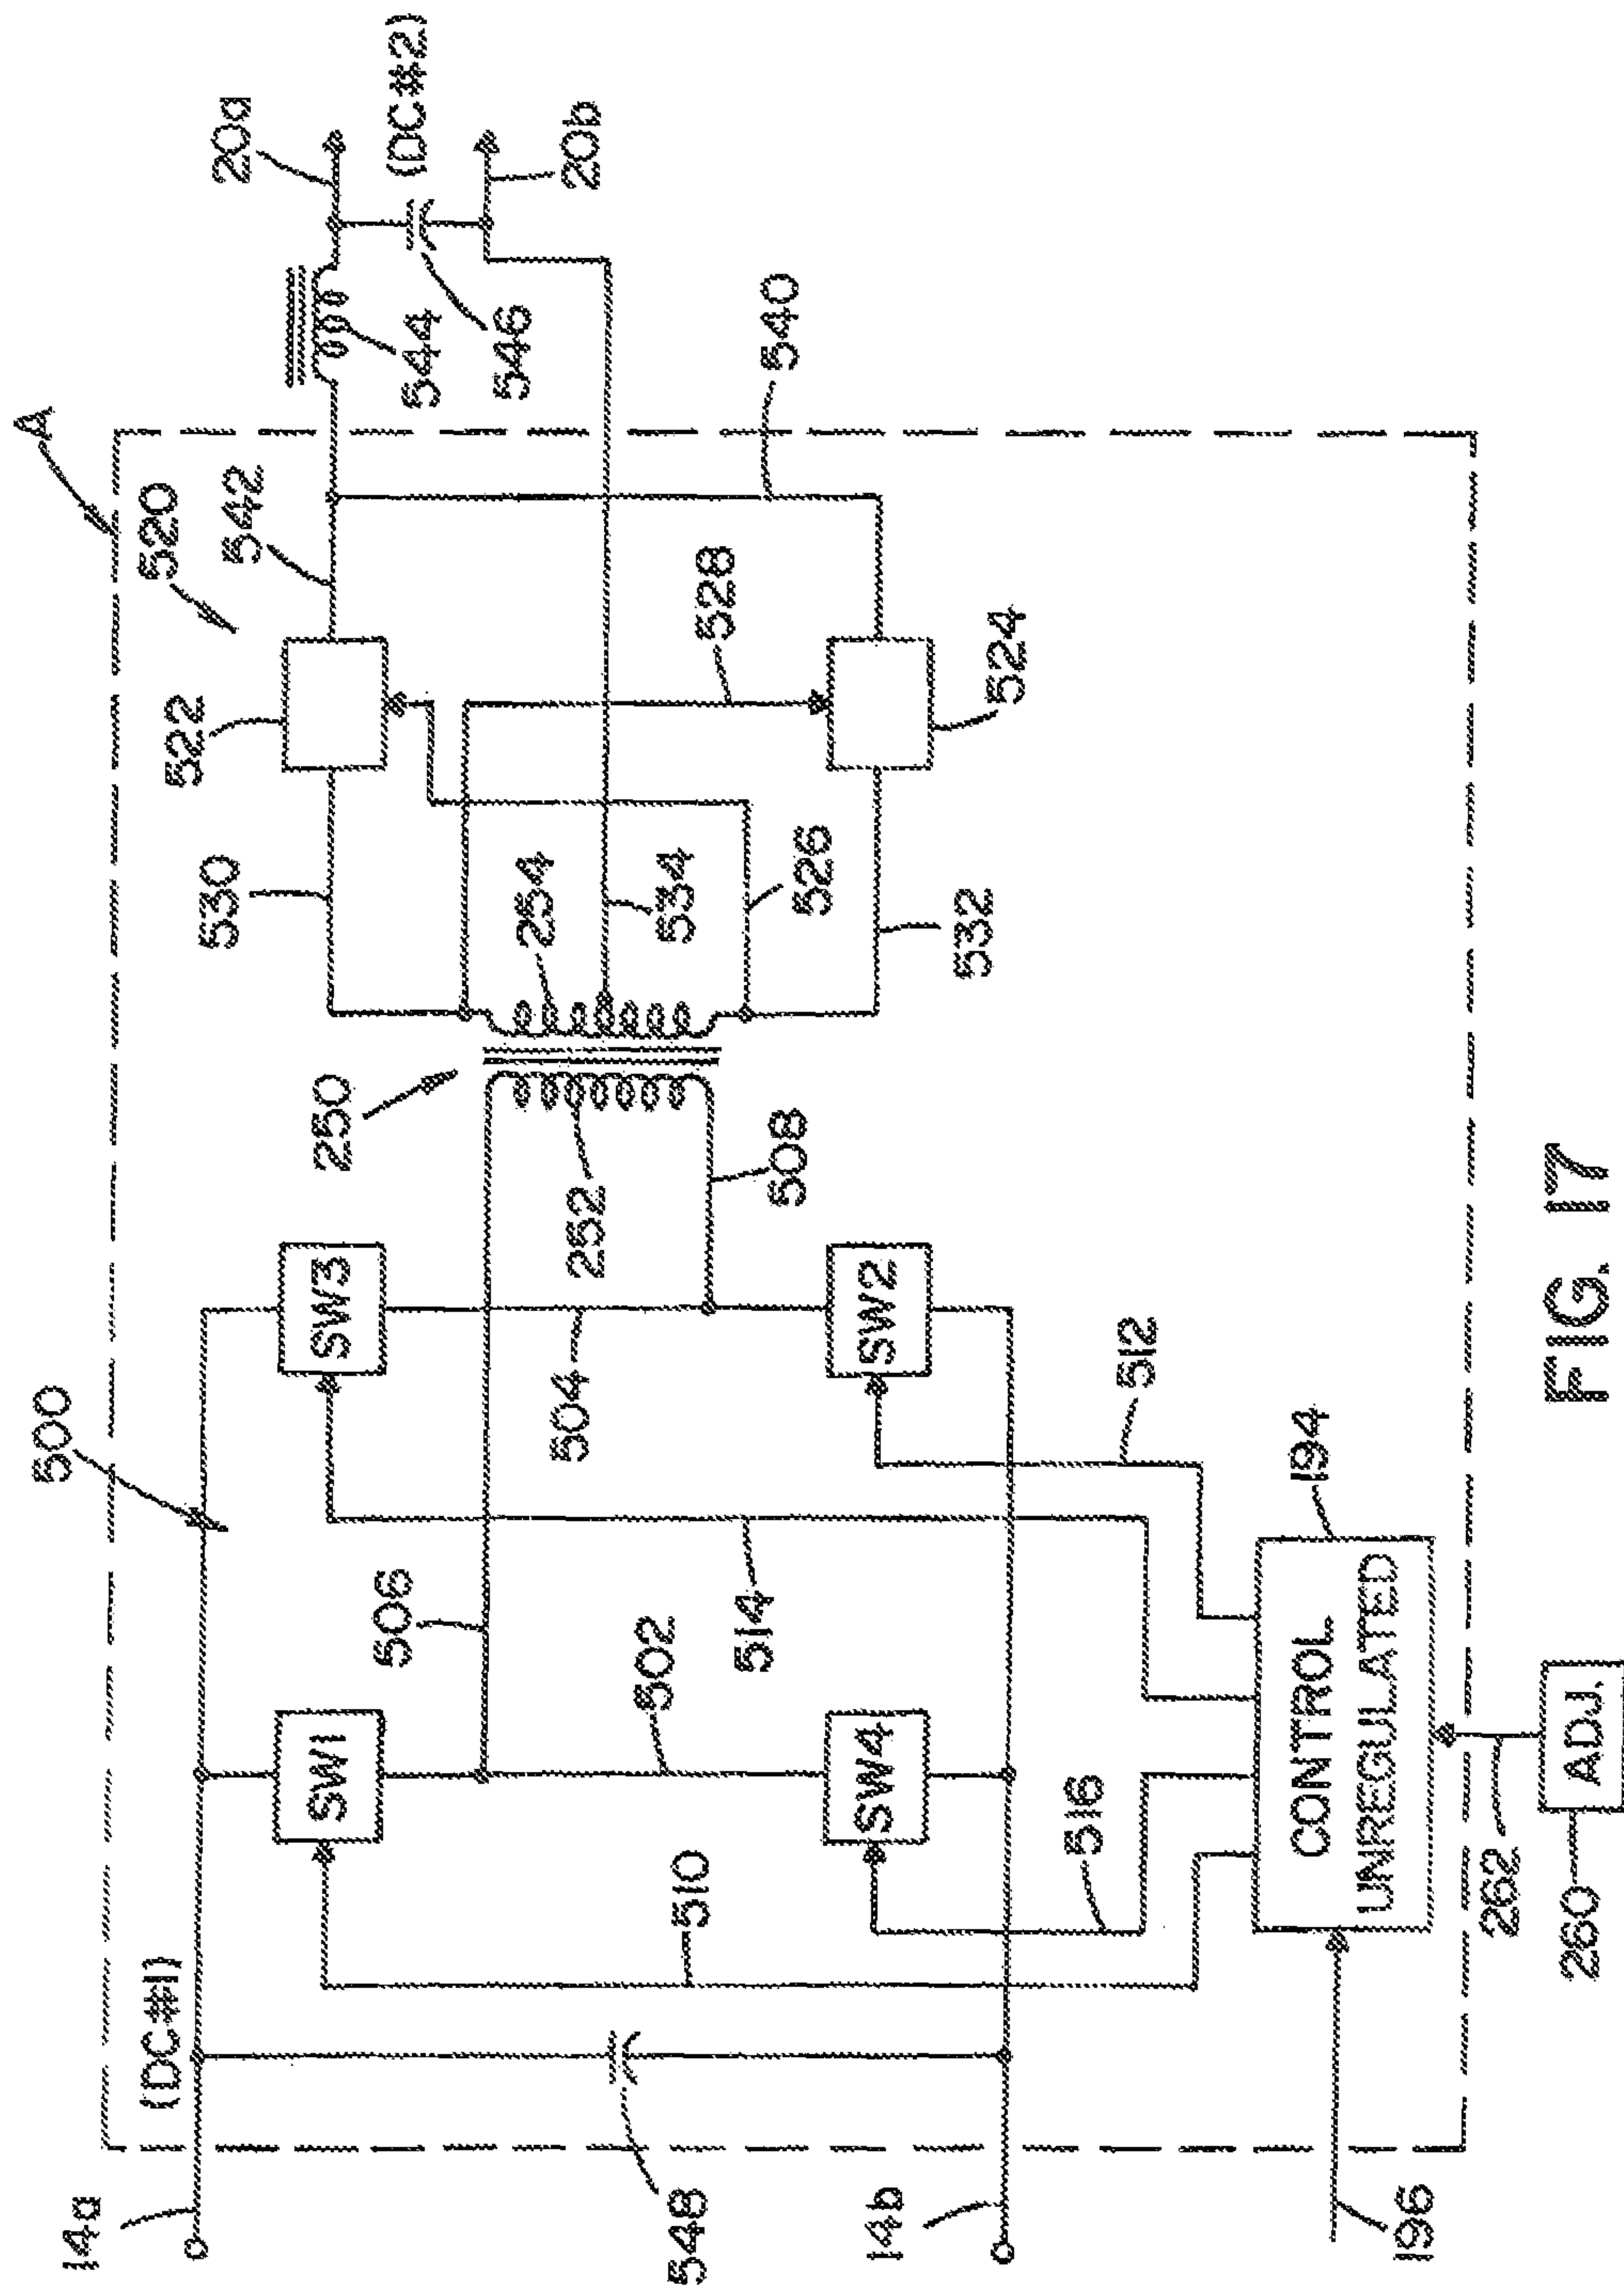 A
500
520
14a
(DC#1)
SW1
SW3
250
530
522
542
544
20a
(DC#2)
20b
546
506
502
504
252
254
534
528
540
548
510
514
508
526
532
524
SW4
SW2
14b
516
512
CONTROL
UNREGULATED
194
196
262
260
ADJ.
FIG. 17